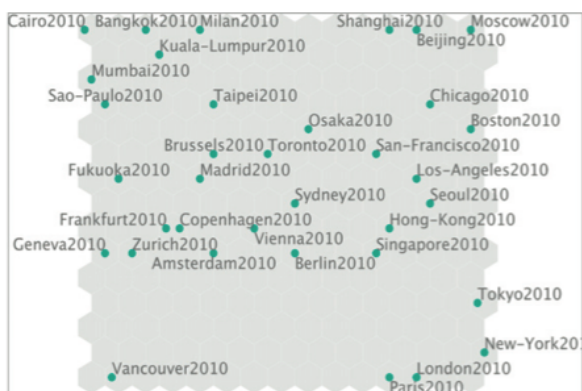 Cairo2010 Bangkok2010 Milan2010 Shanghai2010 Moscow2010
Beijing2010
Kuala-Lumpur2010
Mumbai2010
Sao-Paulo2010 Taipei2010 Chicago2010
Osaka2010 Boston2010
Brussels2010 Toronto2010 San-Francisco2010
Fukuoka2010 Madrid2010 Los-Angeles2010
Sydney2010 Seoul2010
Frankfurt2010 Copenhagen2010 Hong-Kong2010
Vienna2010
Geneva2010 Zurich2010 Singapore2010
Amsterdam2010 Berlin2010
Tokyo2010
New-York201
Vancouver2010 London2010
Paris2010